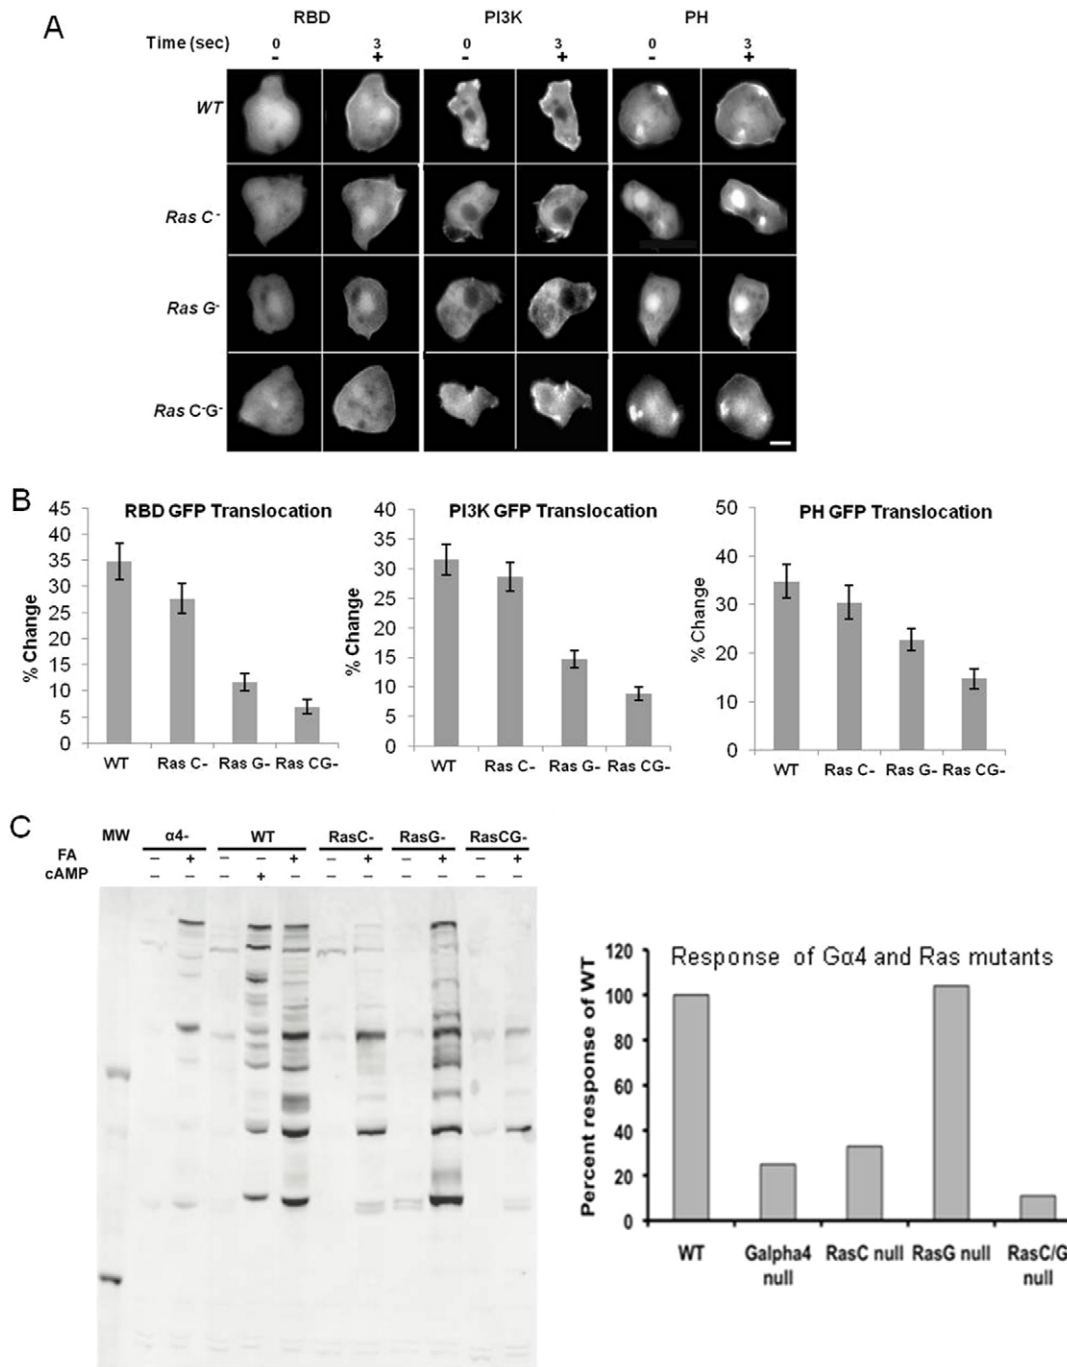 A
RBD PI3K PH
Time (sec) 0 3 0 3 0 3
- + - + - +
WT
Ras C-
Ras G-
Ras C-G-
B
RBD GFP Translocation
% Change
45
40
35
30
25
20
15
10
5
0
WT Ras C- Ras G- Ras CG-
PI3K GFP Translocation
% Change
40
35
30
25
20
15
10
5
0
WT Ras C- Ras G- Ras CG-
PH GFP Translocation
% Change
50
40
30
20
10
0
WT Ras C- Ras G- Ras CG-
C
MW α4- WT RasC- RasG- RasCG-
FA – + – – + – + – + – +
cAMP – – – + – – – – – – –
Response of Gα4 and Ras mutants
Percent response of WT
120
100
80
60
40
20
0
WT Galpha4 null RasC null RasG null RasC/G null